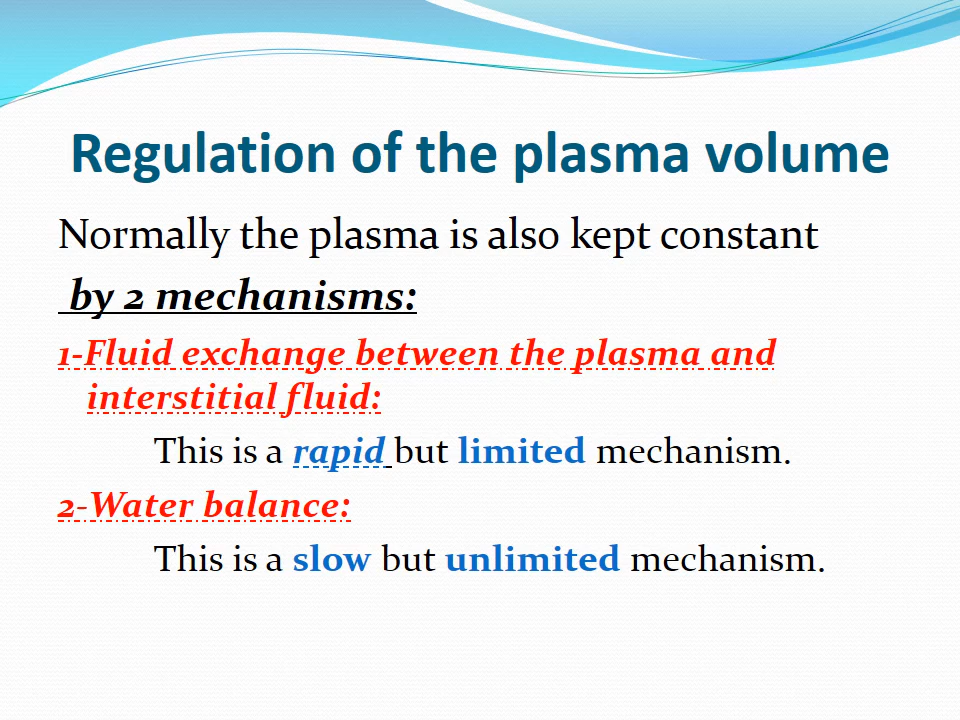 Regulation of the plasma volume
Normally the plasma is also kept constant
by 2 mechanisms:
1-Fluid exchange between the plasma and
interstitial fluid:
This is a rapid but limited mechanism.
2-Water balance:
This is a slow but unlimited mechanism.